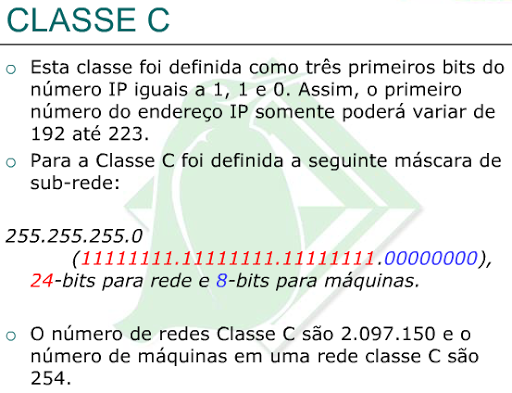 CLASSE C
Esta classe foi definida como três primeiros bits do
número IP iguais a 1, 1 e 0. Assim, o primeiro
número do endereço IP somente poderá variar de
192 até 223.
Para a Classe C foi definida a seguinte máscara de
sub-rede:
255.255.255.0
(11111111.11111111.11111111.00000000),
24-bits para rede e 8-bits para máquinas.
O número de redes Classe C são 2.097.150 e o
número de máquinas em uma rede classe C são
254.